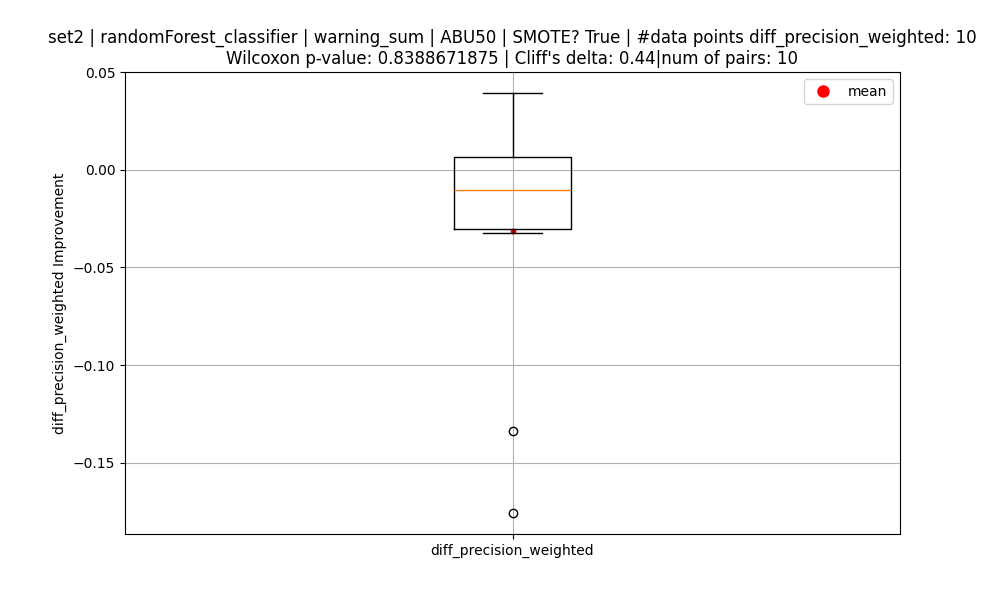 set2 | randomForest_classifier | warning_sum | ABU50 | SMOTE? True | #data points diff_precision_weighted: 10
Wilcoxon p-value: 0.8388671875 | Cliff's delta: 0.44|num of pairs: 10
mean
0.05
0.00
−0.05
−0.10
−0.15
diff_precision_weighted Improvement
diff_precision_weighted